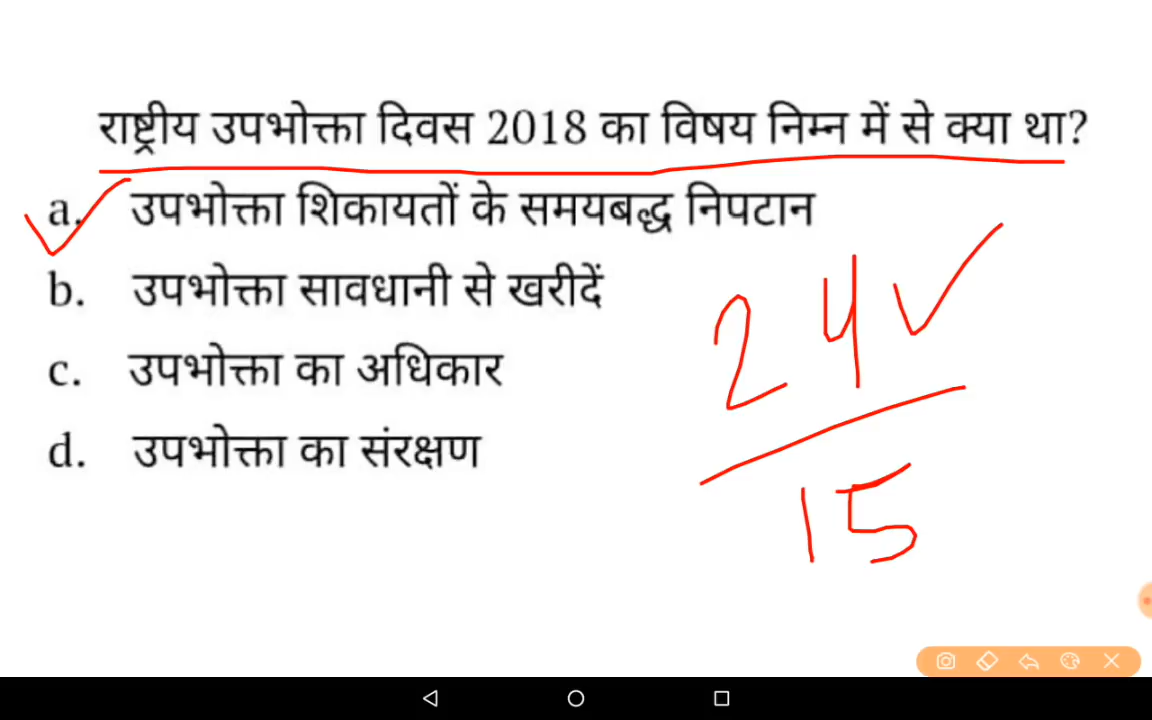 राष्ट्रीय उपभोक्ता दिवस 2018 का विषय निम्न में से क्या था?
a. उपभोक्ता शिकायतों के समयबद्ध निपटान
b. उपभोक्ता सावधानी से खरीदें
c. उपभोक्ता का अधिकार
d. उपभोक्ता का संरक्षण
24
15